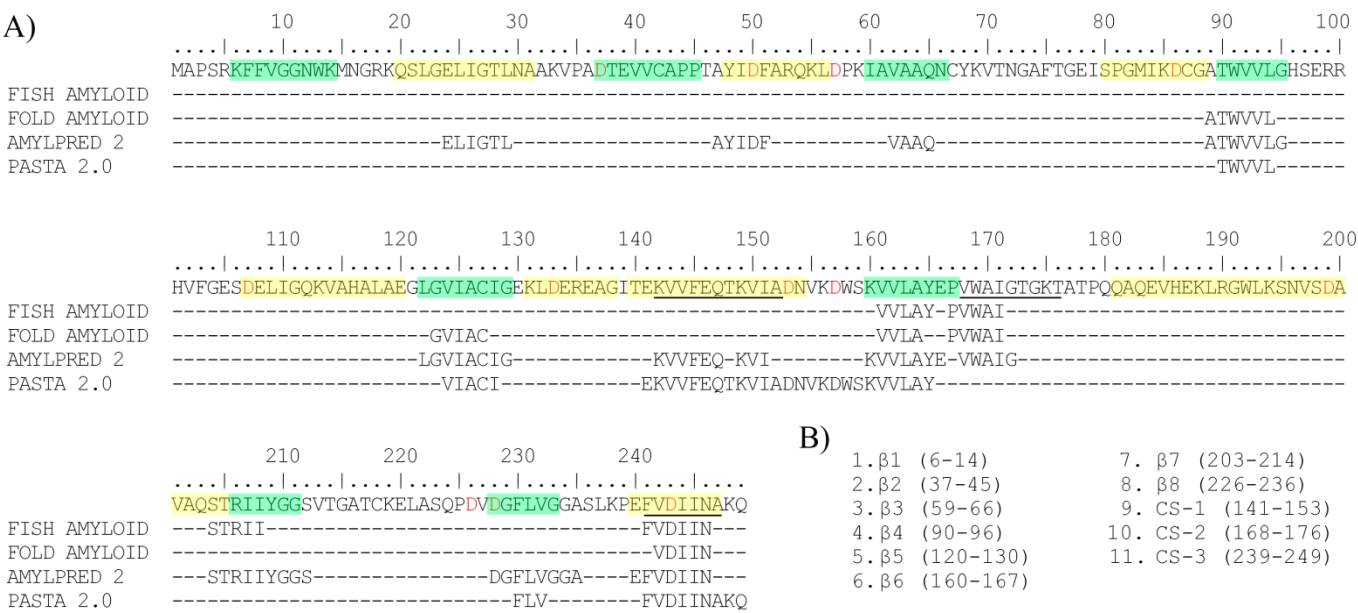 A)
10 20 30 40 50 60 70 80 90 100
MAPSRKFFVGGNWKMNGRKQSLGELIGTLNAAKVPADTEVVCAPPTAYIDFARQKLDPKIAVAAQNCYKVTNGAFTGEISPGMIKDCGATWVVLGHSERR
FISH AMYLOID ----------------------------------------------------------------------------------------------------
FOLD AMYLOID ----------------------------------------------------------------------------------------ATWVVL------
AMYLPRED 2 -----------------------ELIGTL-----------------AYIDF----------VAAQ-----------------------ATWVVLG-----
PASTA 2.0 -----------------------------------------------------------------------------------------TWVVL------
110 120 130 140 150 160 170 180 190 200
HVFGESDELIGQKVAHALAEGLGVIACIGEKLDEREAGITEKVVFEQTKVIADNVKDWSKVVLAYEPVWAIGTGKTATPQQAQEVHEKLRGWLKSNVSDA
FISH AMYLOID ------------------------------------------------------------VVLAY-PVWAI-----------------------------
FOLD AMYLOID ----------------------GVIAC---------------------------------VVLA--PVWAI-----------------------------
AMYLPRED 2 ---------------------LGVIACIG------------KVVFEQ-KVI--------KVVLAYE-VWAIG----------------------------
PASTA 2.0 -----------------------VIACI------------EKVVFEQTKVIADNVKDWSKVVLAY-----------------------------------
210 220 230 240
VAQSTRIIYGGSVTGATCKELASQPDVDGFLVGGASLKPEFVDIINAKQ
FISH AMYLOID ---STRII--------------------------------FVDIIN---
FOLD AMYLOID -----------------------------------------VDIIN---
AMYLPRED 2 ---STRIIYGGS---------------DGFLVGGA----EFVDIIN---
PASTA 2.0 -----------------------------FLV--------FVDIINAKQ
B)
1.β1 (6-14)
2.β2 (37-45)
3.β3 (59-66)
4.β4 (90-96)
5.β5 (120-130)
6.β6 (160-167)
7. β7 (203-214)
8. β8 (226-236)
9. CS-1 (141-153)
10. CS-2 (168-176)
11. CS-3 (239-249)